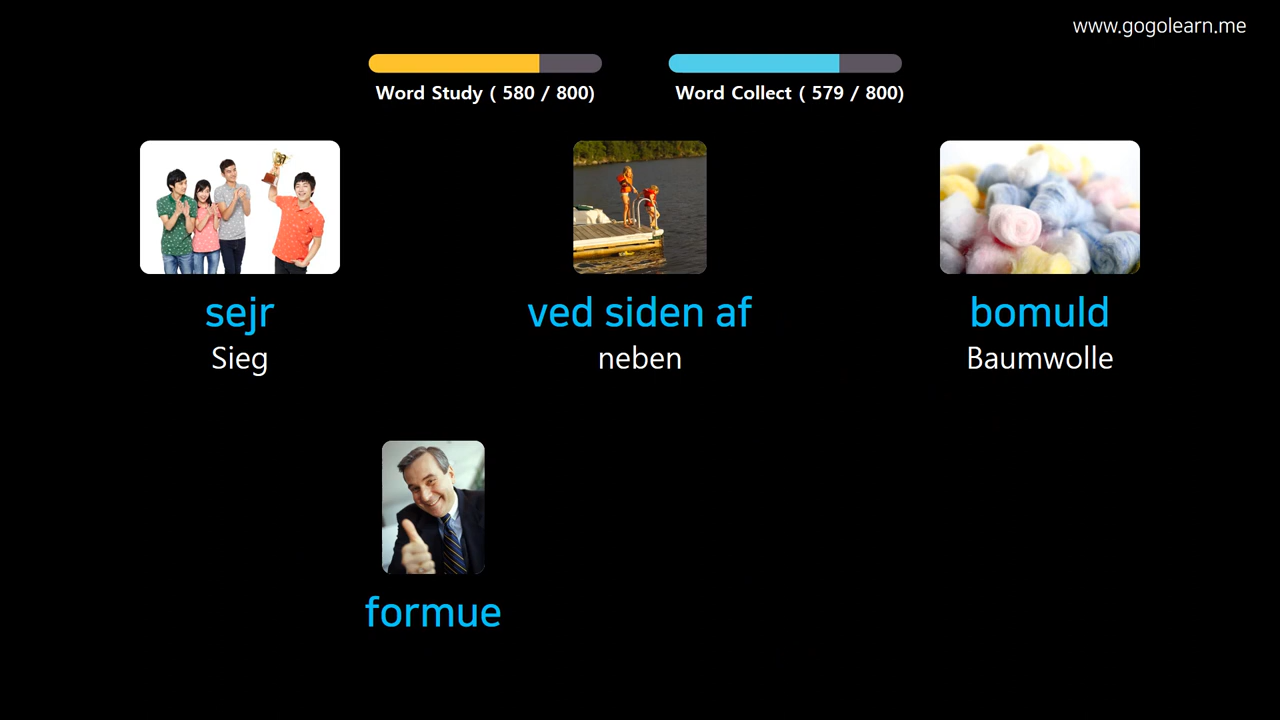 www.gogolearn.me
Word Study ( 580 / 800)
Word Collect ( 579 / 800)
sejr
Sieg
ved siden af
neben
bomuld
Baumwolle
formue